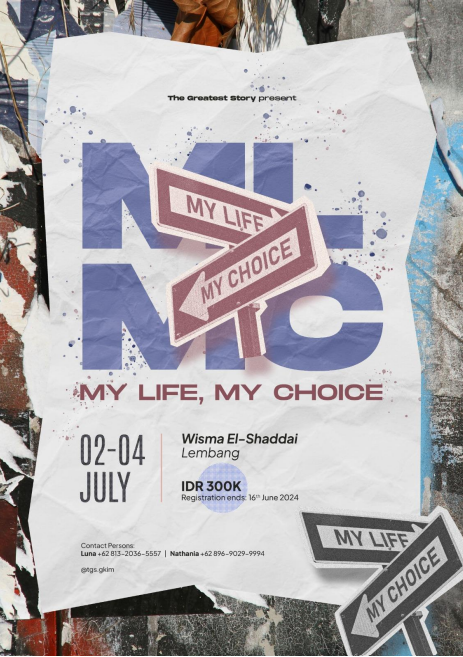 The Greatest Story present
ML
MY LIFE
MY CHOICE
MC
MY LIFE, MY CHOICE
02-04
JULY
Wisma El-Shaddai
Lembang
IDR 300K
Registration ends: 16th June 2024
Contact Persons:
Luna +62 813-2036-5557 | Nathania +62 896-9029-9994
@tgs.gkim
MY LIFE
MY CHOICE